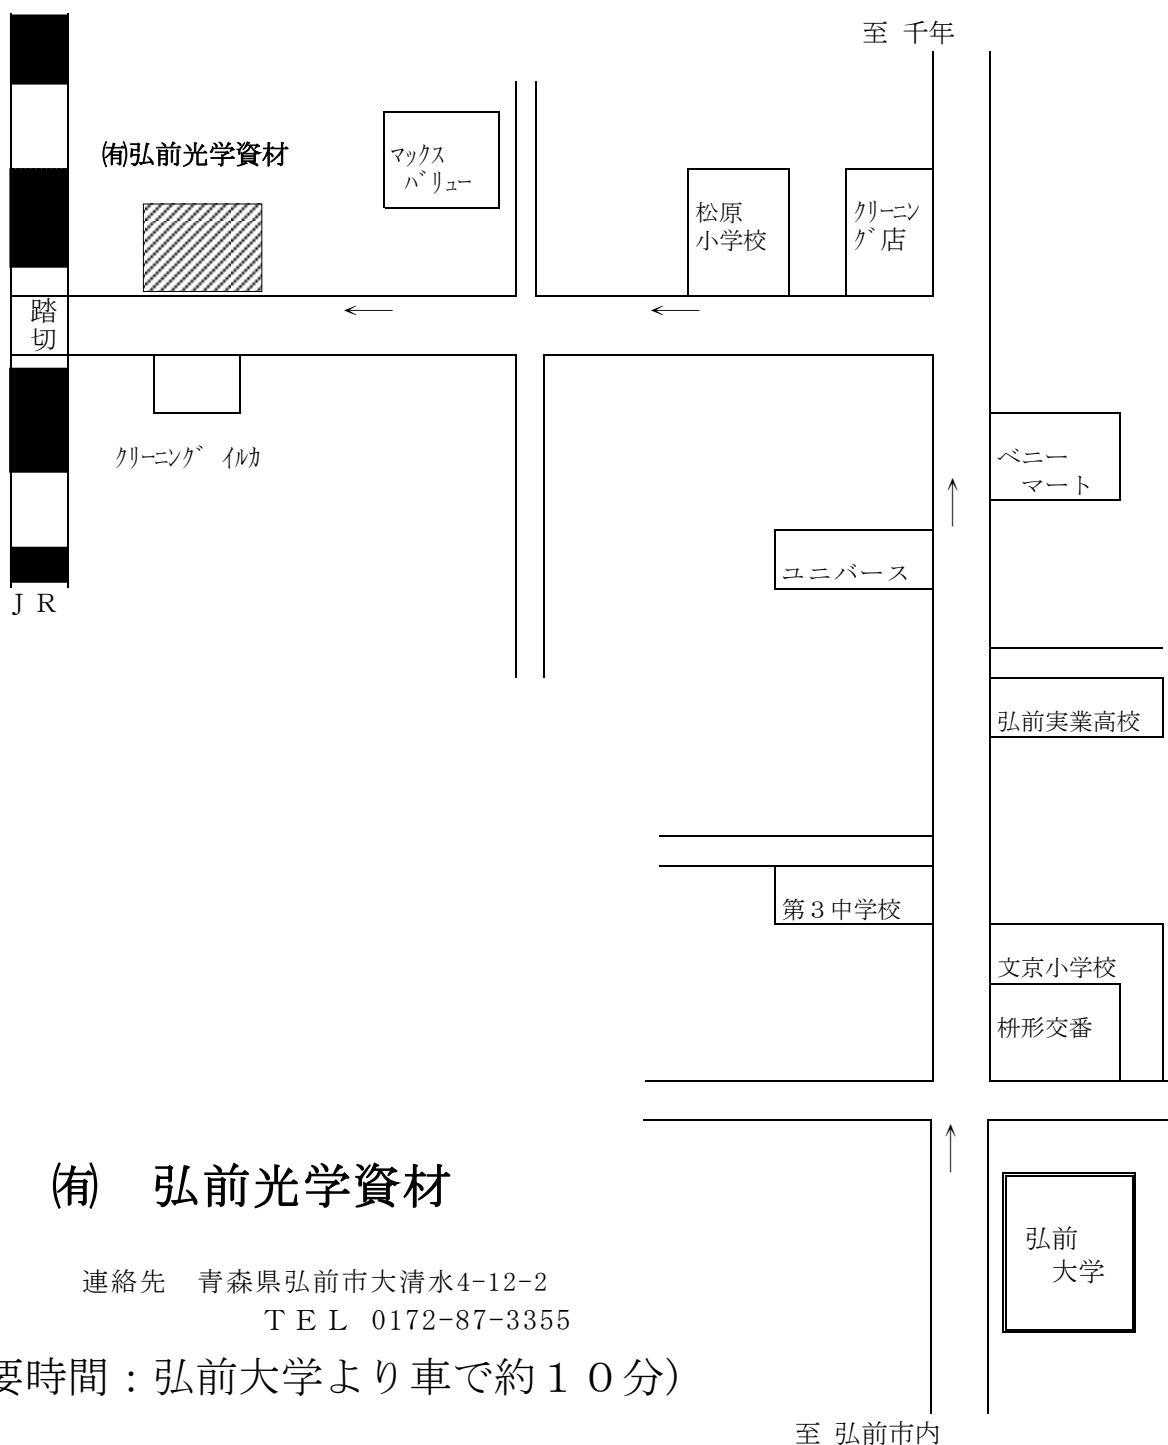 至 千年
㈲弘前光学資材
マックス
バリュー
松原
小学校
クリーニン
グ店
踏
切
クリーニング イルカ
ベニー
マート
ユニバース
ＪＲ
弘前実業高校
第３中学校
文京小学校
枡形交番
㈲　弘前光学資材
弘前
大学
連絡先　青森県弘前市大清水4-12-2
ＴＥＬ 0172-87-3355
要時間：弘前大学より車で約１０分）
至 弘前市内